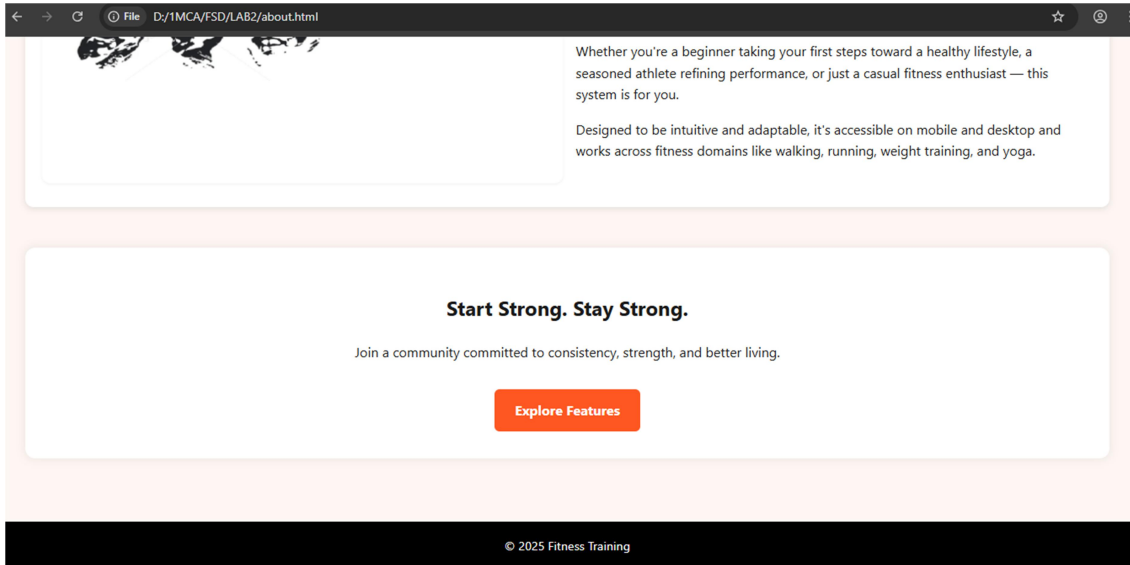 File D:/1MCA/FSD/LAB2/about.html
Whether you're a beginner taking your first steps toward a healthy lifestyle, a
seasoned athlete refining performance, or just a casual fitness enthusiast — this
system is for you.
Designed to be intuitive and adaptable, it's accessible on mobile and desktop and
works across fitness domains like walking, running, weight training, and yoga.
Start Strong. Stay Strong.
Join a community committed to consistency, strength, and better living.
Explore Features
© 2025 Fitness Training